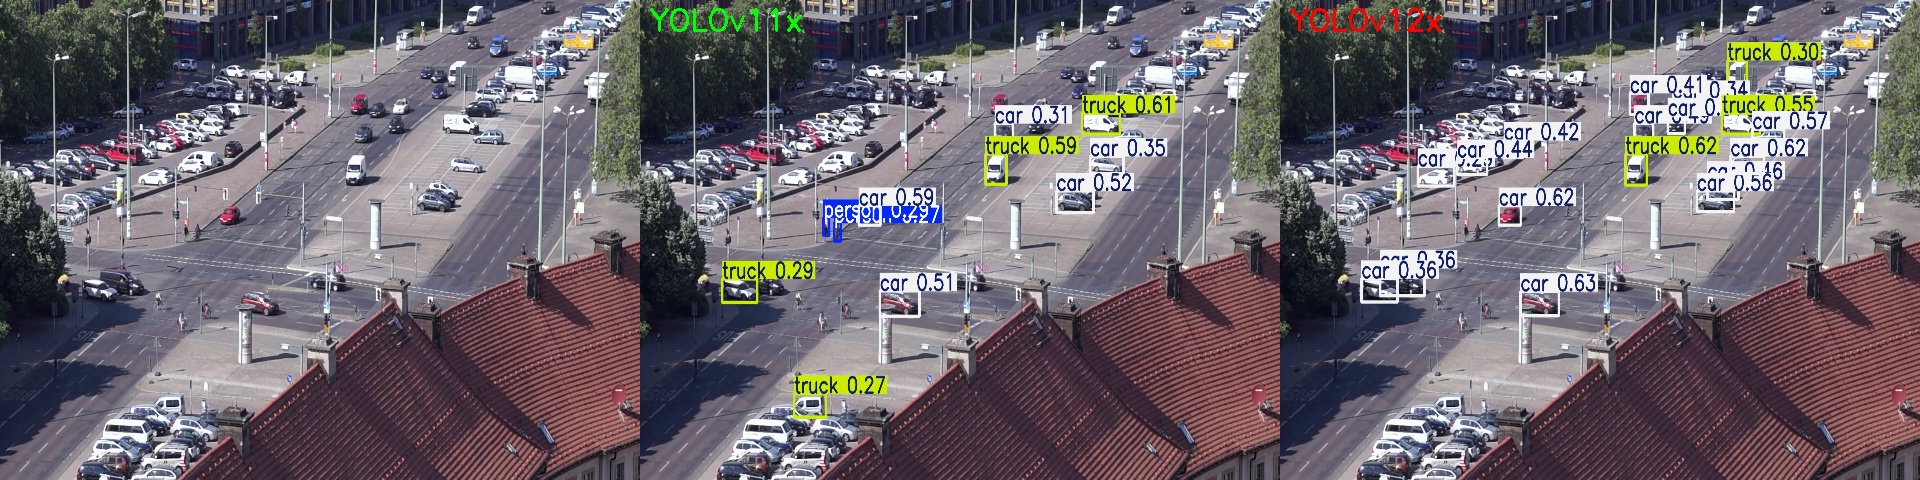 YOLOv11x
YOLOv12x
truck 0.30
car 0.41
truck 0.61
truck 0.55
car 0.31
car 0.57
truck 0.59
car 0.35
car 0.42
car 0.44
truck 0.62
car 0.62
car 0.52
car 0.56
car 0.59
car 0.62
truck 0.29
car 0.51
car 0.36
car 0.63
truck 0.27